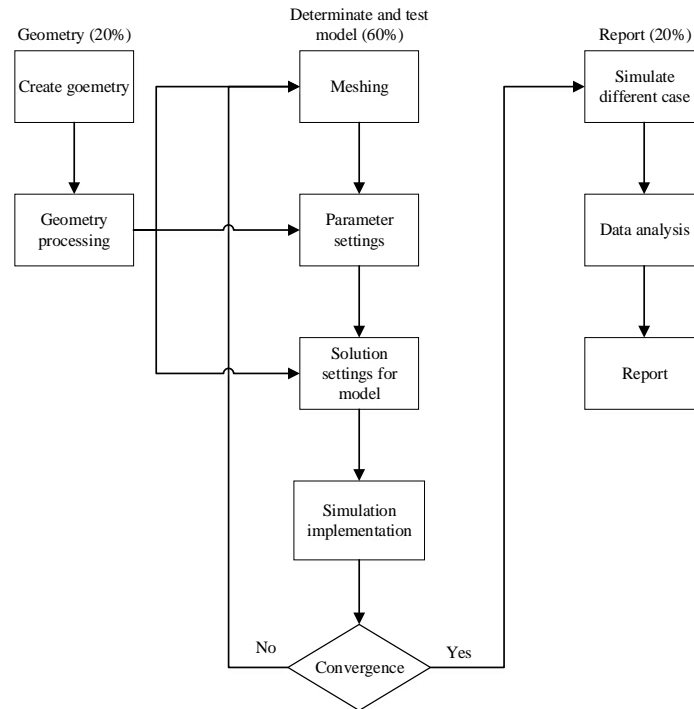 Geometry (20%)
Create goemetry
Geometry
processing
Determinate and test
model (60%)
Meshing
Parameter
settings
Solution
settings for
model
Simulation
implementation
Convergence
No
Yes
Report (20%)
Simulate
different case
Data analysis
Report